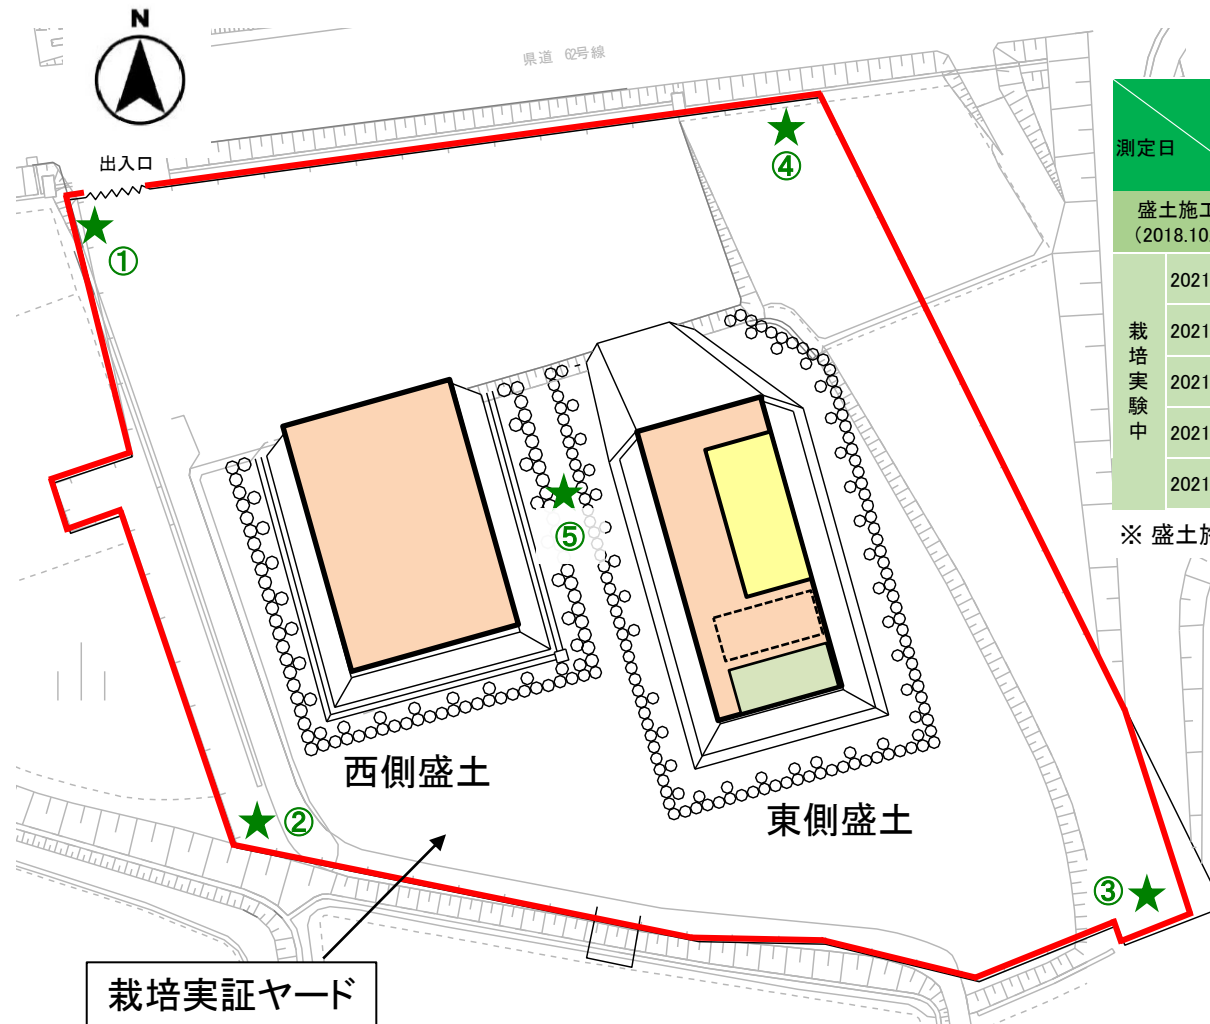 N
県道 62号線
出入口
①
④
⑤
②
③
西側盛土
東側盛土
栽培実証ヤード
測定日
盛土施工
（2018.10.
栽培実験中
2021
2021
2021
2021
2021
※ 盛土施